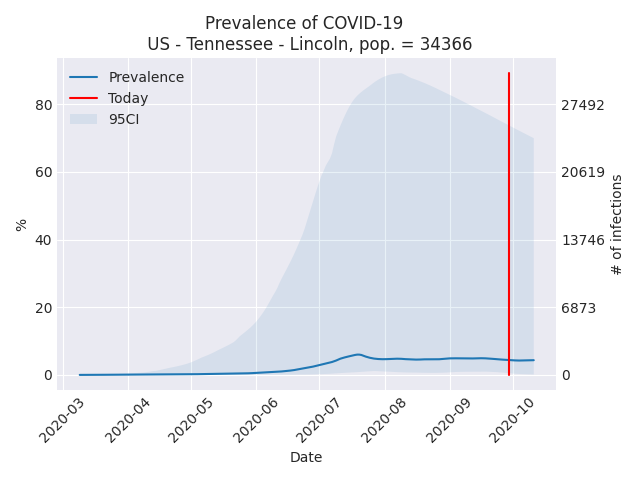 Prevalence of COVID-19
US - Tennessee - Lincoln, pop. = 34366
Prevalence
Today
95CI
80
60
40
20
0
%
27492
20619
13746
6873
0
# of infections
2020-03
2020-04
2020-05
2020-06
2020-07
2020-08
2020-09
2020-10
Date